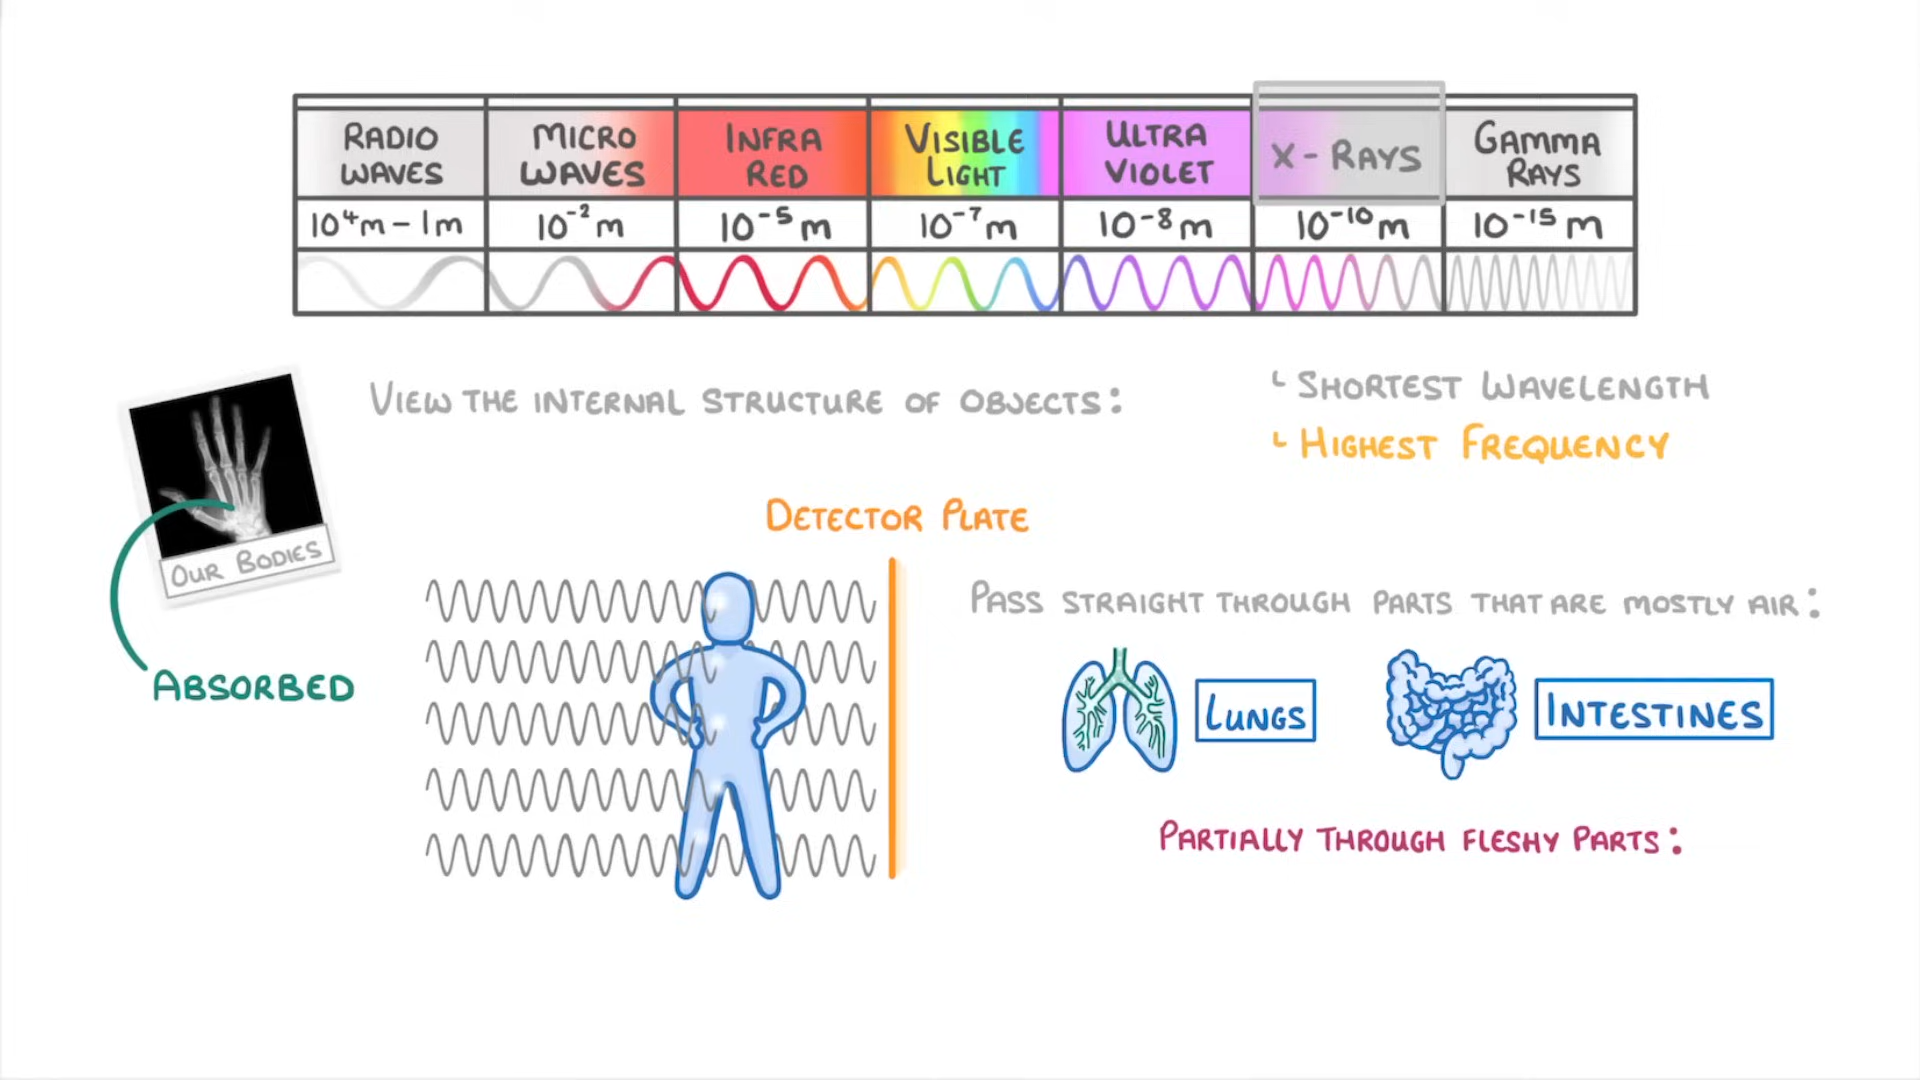 RADIO
WAVES
MICRO
WAVES
INFRA
RED
VISIBLE
LIGHT
ULTRA
VIOLET
X-RAYS
GAMMA
RAYS
10⁴m-1m
10⁻²m
10⁻⁵m
10⁻⁷m
10⁻⁸m
10⁻¹⁰m
10⁻¹⁵m
VIEW THE INTERNAL STRUCTURE OF OBJECTS:
SHORTEST WAVELENGTH
HIGHEST FREQUENCY
OUR BODIES
ABSORBED
DETECTOR PLATE
PASS STRAIGHT THROUGH PARTS THAT ARE MOSTLY AIR:
LUNGS
INTESTINES
PARTIALLY THROUGH FLESHY PARTS: